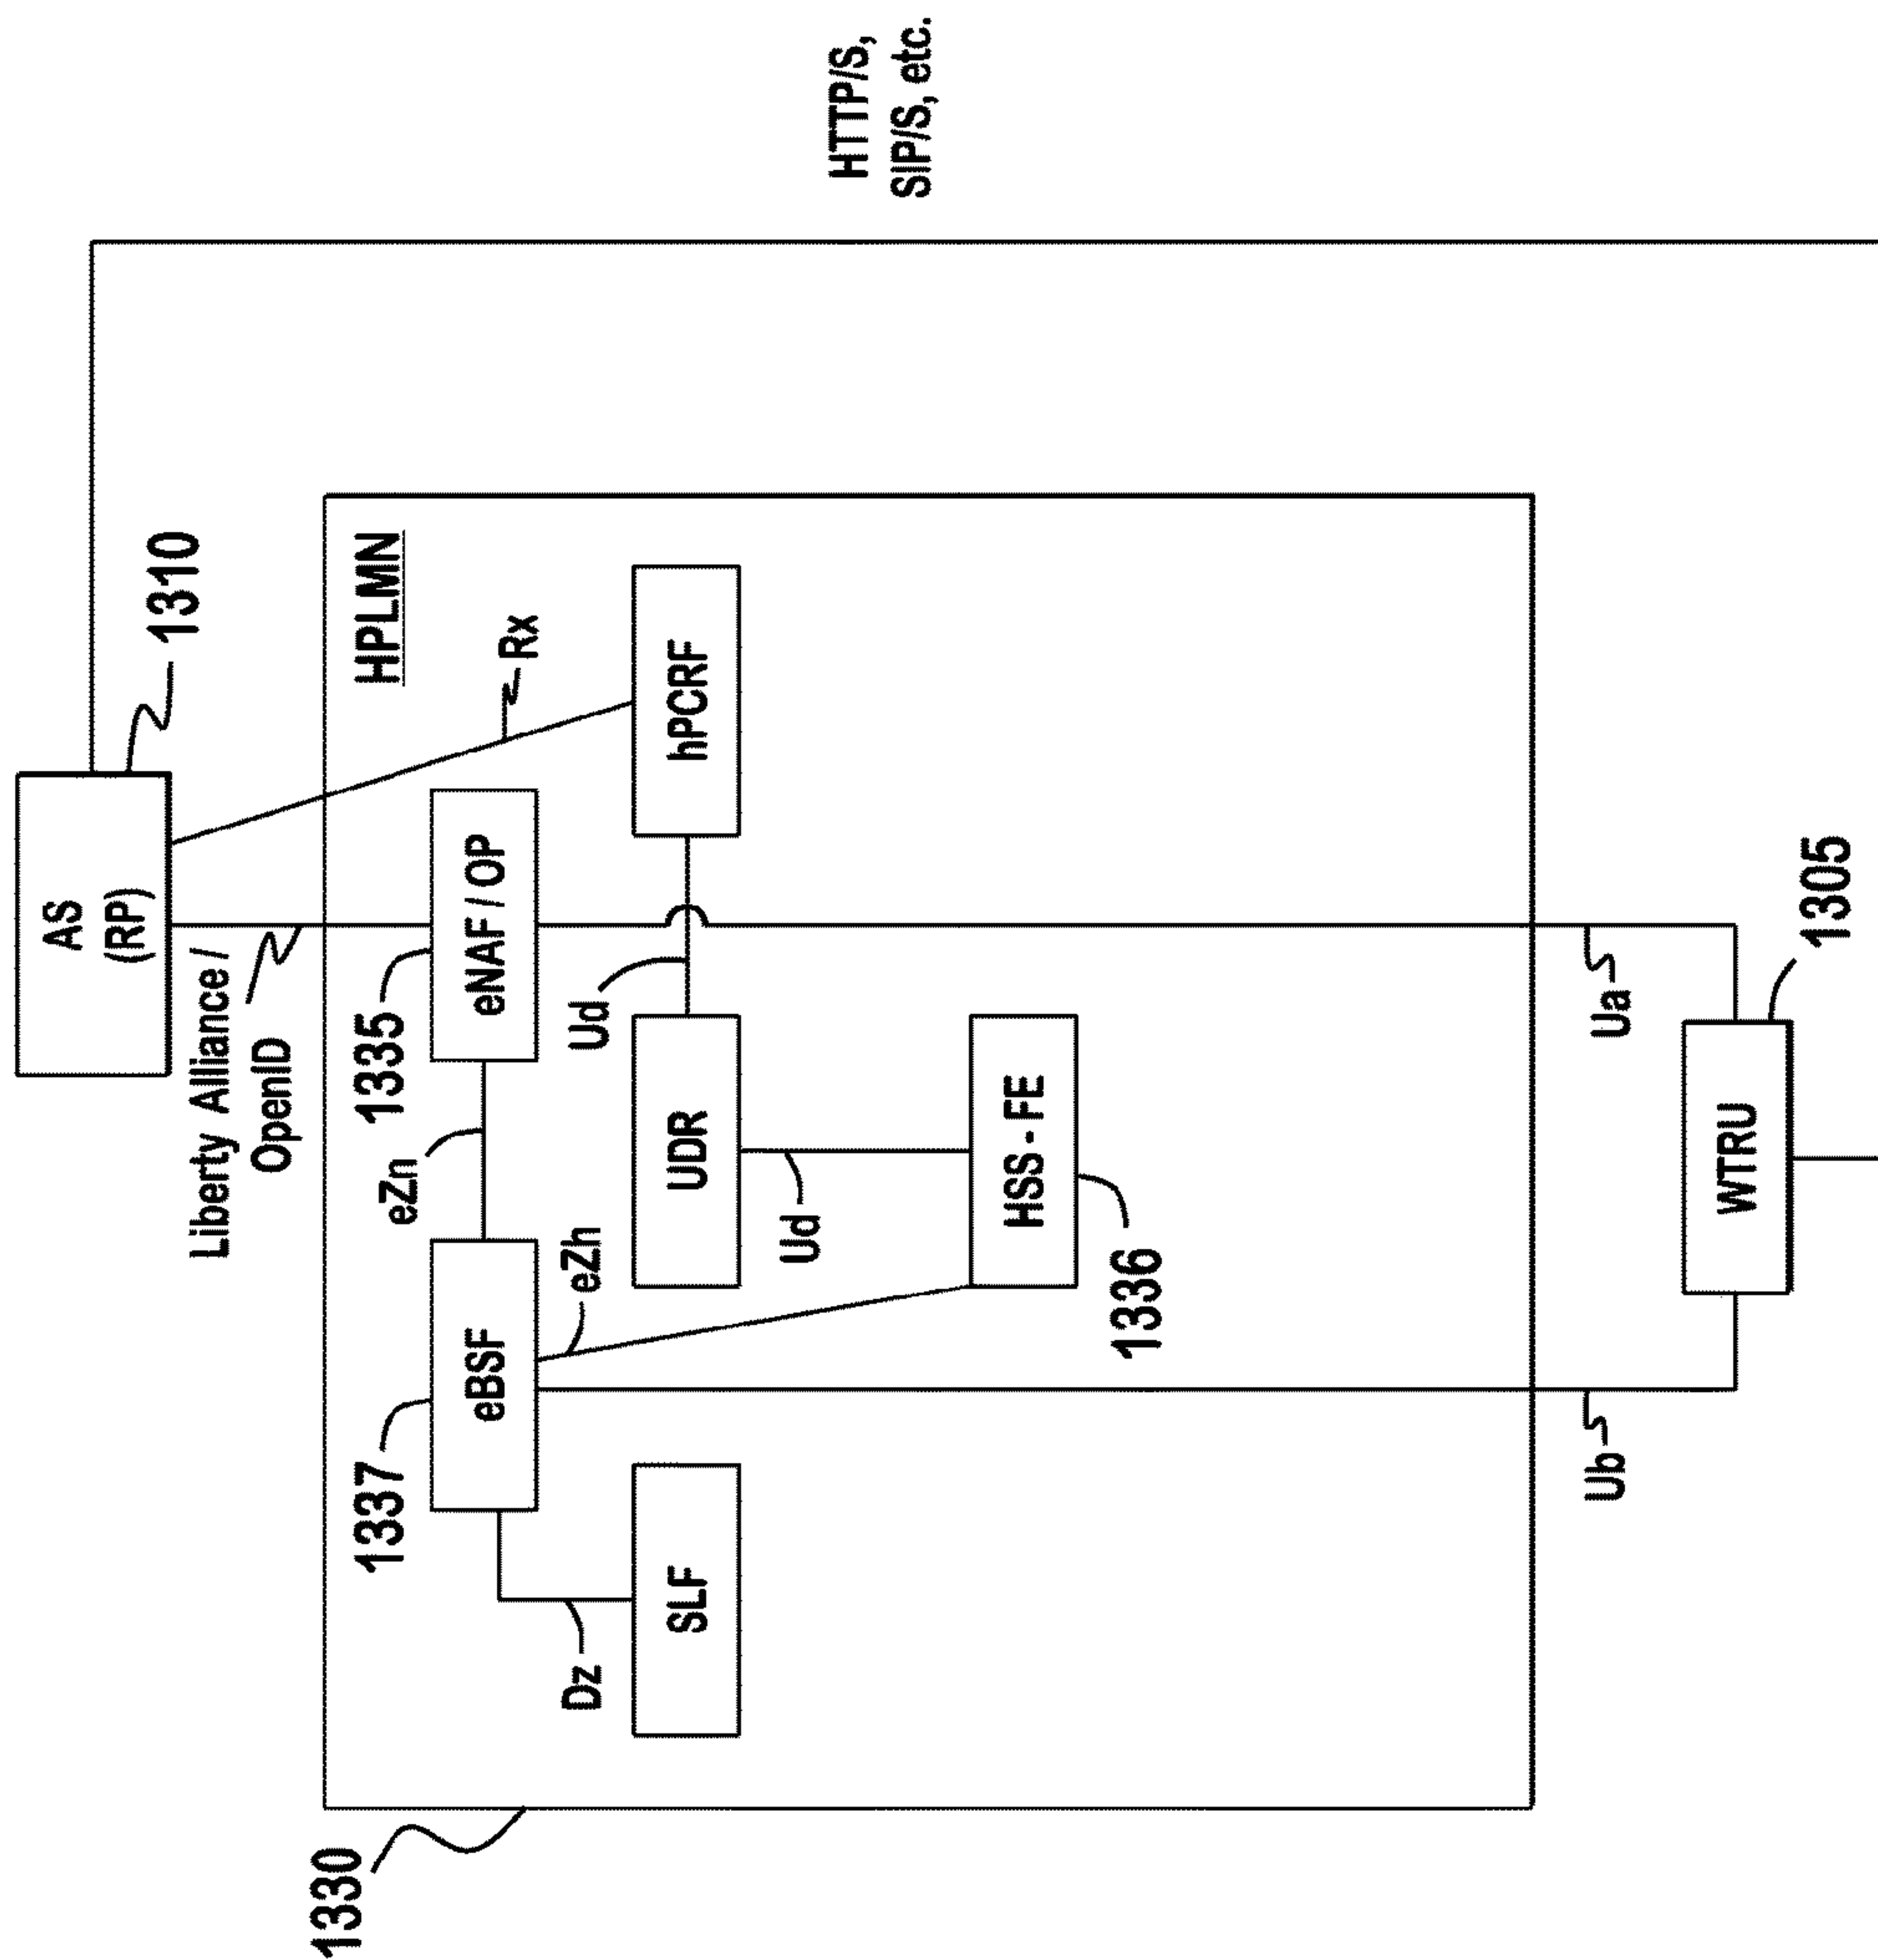 AS
(RP)
1310
HTTP/S,
SIP/S, etc.
Liberty Alliance /
OpenID
1330
HPLMN
Rx
1337
eBSF
eZn
1335
eNAF / OP
eZh
Ud
Dz
SLF
UDR
hPCRF
Ud
HSS - FE
1336
Ub
Ua
WTRU
1305